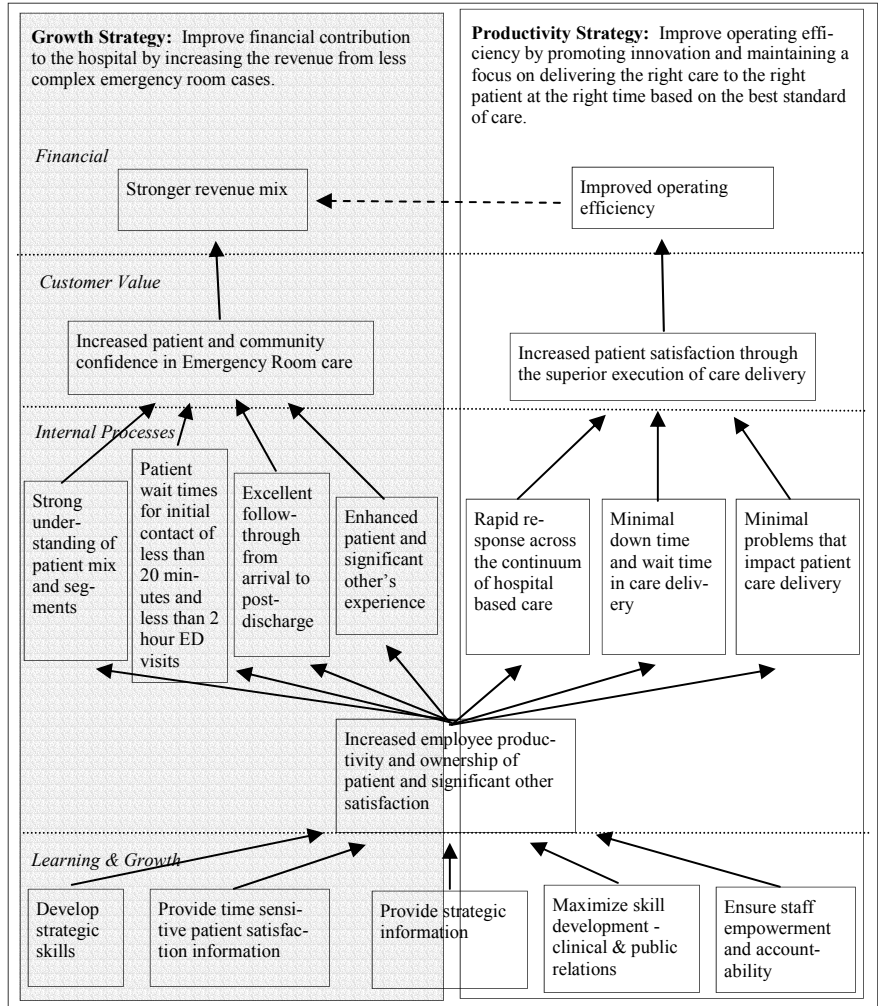 Growth Strategy: Improve financial contribution
to the hospital by increasing the revenue from less
complex emergency room cases.
Productivity Strategy: Improve operating effi-
ciency by promoting innovation and maintaining a
focus on delivering the right care to the right
patient at the right time based on the best standard
of care.
Financial
Stronger revenue mix
Improved operating
efficiency
Customer Value
Increased patient and community
confidence in Emergency Room care
Increased patient satisfaction through
the superior execution of care delivery
Internal Processes
Strong
under-
standing of
patient mix
and seg-
ments
Patient
wait times
for initial
contact of
less than
20 min-
utes and
less than 2
hour ED
visits
Excellent
follow-
through
from
arrival to
post-
discharge
Enhanced
patient and
significant
other's
experience
Rapid re-
sponse across
the continuum
of hospital
based care
Minimal
down time
and wait time
in care deliv-
ery
Minimal
problems that
impact patient
care delivery
Increased employee produc-
tivity and ownership of
patient and significant other
satisfaction
Learning & Growth
Develop
strategic
skills
Provide time sensi-
tive patient satisfac-
tion information
Provide strategic
information
Maximize skill
development -
clinical & public
relations
Ensure staff
empowerment
and account-
ability